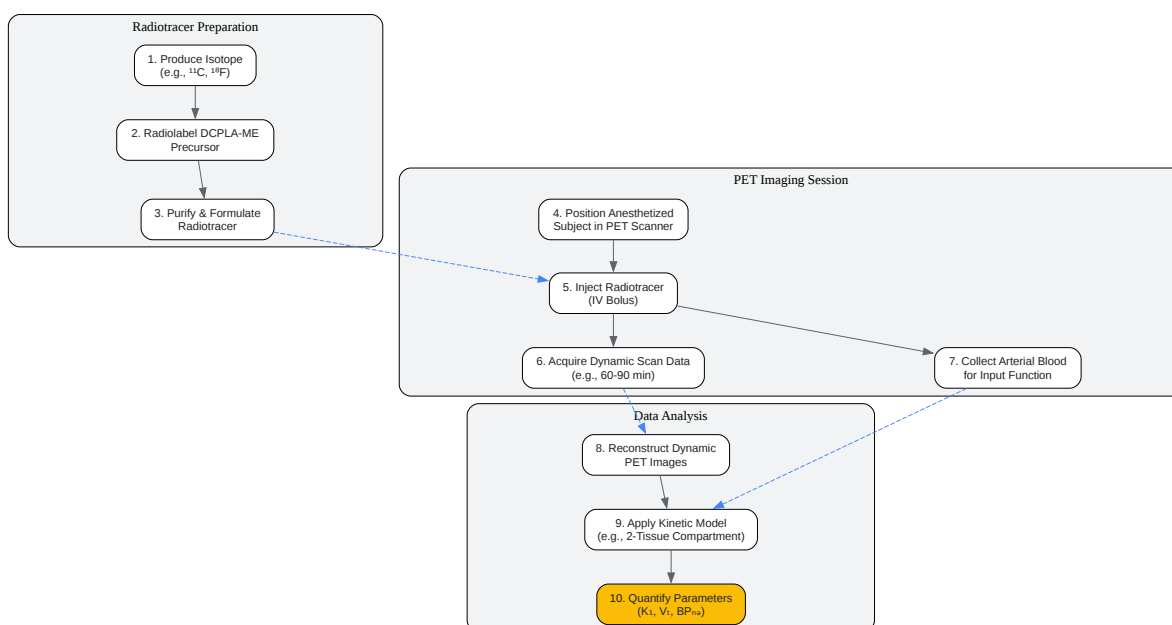 Radiotracer Preparation
1. Produce Isotope
(e.g., ¹¹C, ¹⁸F)
2. Radiolabel DCPLA-ME
Precursor
3. Purify & Formulate
Radiotracer
PET Imaging Session
4. Position Anesthetized
Subject in PET Scanner
5. Inject Radiotracer
(IV Bolus)
6. Acquire Dynamic Scan Data
(e.g., 60-90 min)
7. Collect Arterial Blood
for Input Function
Data Analysis
8. Reconstruct Dynamic
PET Images
9. Apply Kinetic Model
(e.g., 2-Tissue Compartment)
10. Quantify Parameters
(K₁, Vₜ, BPₙₔ)